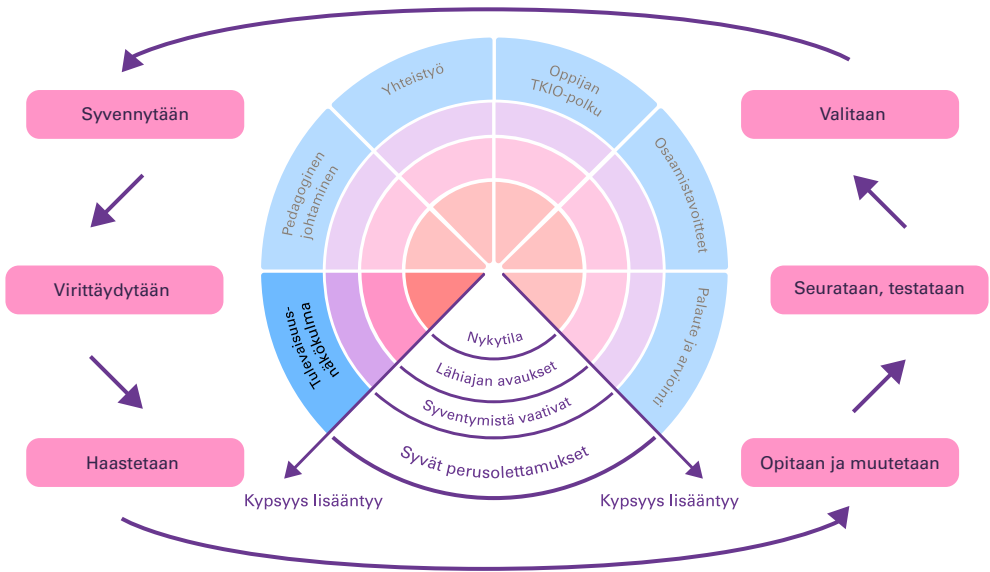 Yhteistyö
Oppijan
TKIO-polku
Syvennytään
Valitaan
Pedagoginen
johtaminen
Osaamistavoitteet
Virittäydytään
Seurataan, testataan
Tulevaisuus-
näkökulma
Palaute ja arviointi
Nykytila
Lähiajan avaukset
Syventymistä vaativat
Syvät perusolettamukset
Haastetaan
Opitaan ja muutetaan
Kypsyys lisääntyy
Kypsyys lisääntyy